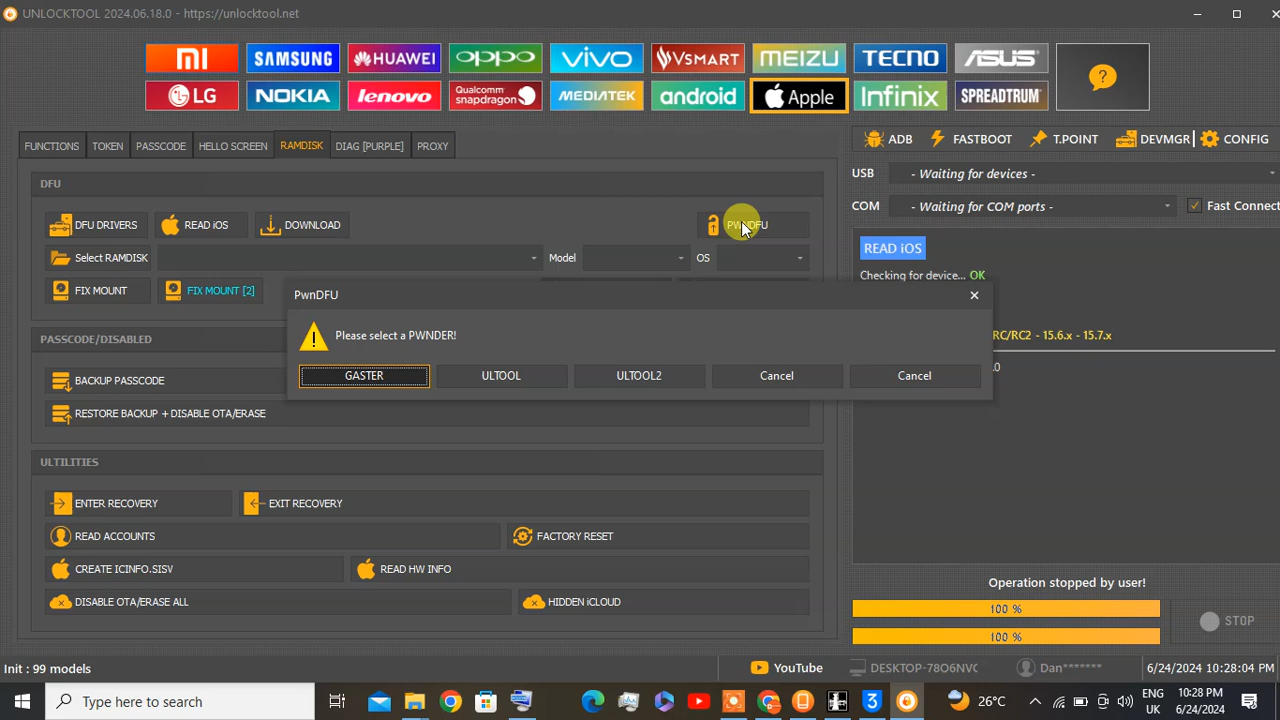 UNLOCKTOOL 2024.06.18.0 - https://unlocktool.net
mi SAMSUNG HUAWEI oppo vivo VSMART MEIZU TECNO ASUS ?
LG NOKIA lenovo Qualcomm snapdragon MEDIATEK android Apple Infinix SPREADTRUM
FUNCTIONS TOKEN PASSCODE HELLO SCREEN RAMDISK DIAG [PURPLE] PROXY
ADB FASTBOOT T.POINT DEVMGR CONFIG
DFU
USB - Waiting for devices -
COM - Waiting for COM ports - Fast Connect
DFU DRIVERS READ iOS DOWNLOAD PWNDFU
Select RAMDISK Model OS
READ iOS
Checking for device... OK
FIX MOUNT FIX MOUNT [2]
PwnDFU
Please select a PWNDER!
GASTER ULTOOL ULTOOL2 Cancel Cancel
RC/RC2 - 15.6.x - 15.7.x
.0
PASSCODE/DISABLED
BACKUP PASSCODE
RESTORE BACKUP + DISABLE OTA/ERASE
ULTILITIES
ENTER RECOVERY EXIT RECOVERY
READ ACCOUNTS FACTORY RESET
CREATE ICINFO.SISV READ HW INFO
DISABLE OTA/ERASE ALL HIDDEN iCLOUD
Operation stopped by user!
100 %
100 %
STOP
Init : 99 models YouTube DESKTOP-78O6NVC Dan******* 6/24/2024 10:28:04 PM
Type here to search 3 26°C ENG UK 10:28 PM 6/24/2024